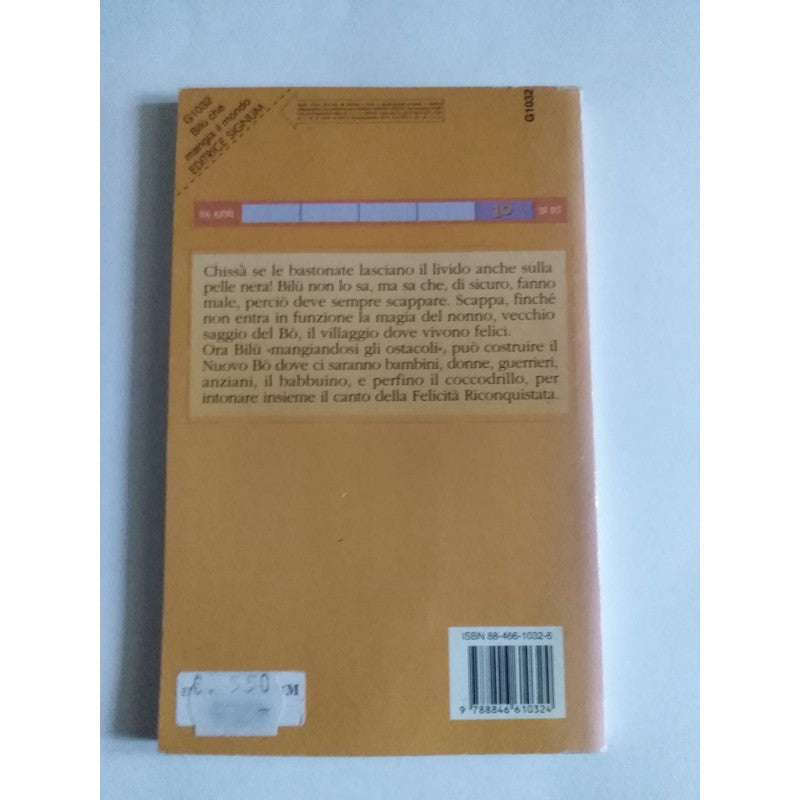 G1032
Bilù che
mangia il mondo
EDITRICE SIGNUM
G1032
10
Chissà se le bastonate lasciano il livido anche sulla
pelle nera! Bilù non lo sa, ma sa che, di sicuro, fanno
male, perciò deve sempre scappare. Scappa, finché
non entra in funzione la magia del nonno, vecchio
saggio del Bò, il villaggio dove vivono felici.
Ora Bilù «mangiandosi gli ostacoli», può costruire il
Nuovo Bò dove ci saranno bambini, donne, guerrieri,
anziani, il babbuino, e perfino il coccodrillo, per
intonare insieme il canto della Felicità Riconquistata.
ISBN 88-466-1032-6
9 788846 610324
€. 550
M